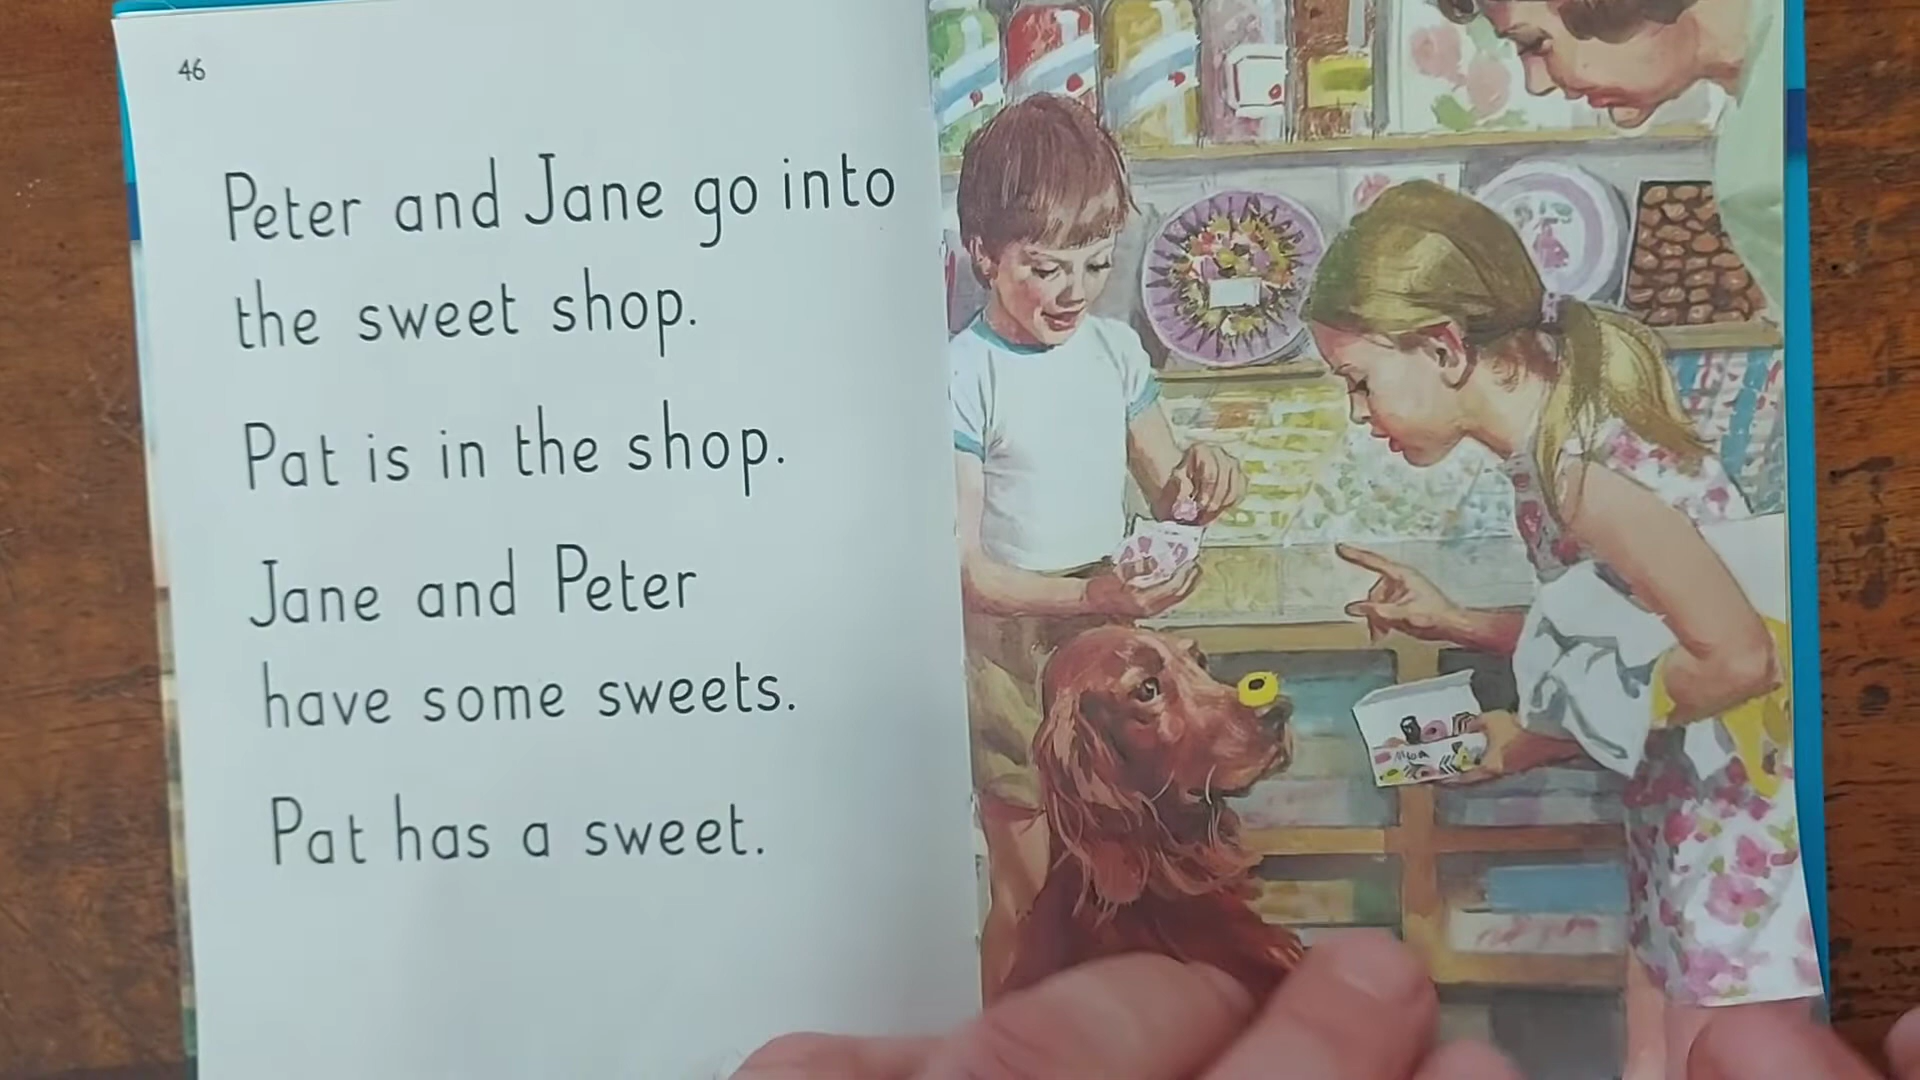 46
Peter and Jane go into
the sweet shop.
Pat is in the shop.
Jane and Peter
have some sweets.
Pat has a sweet.